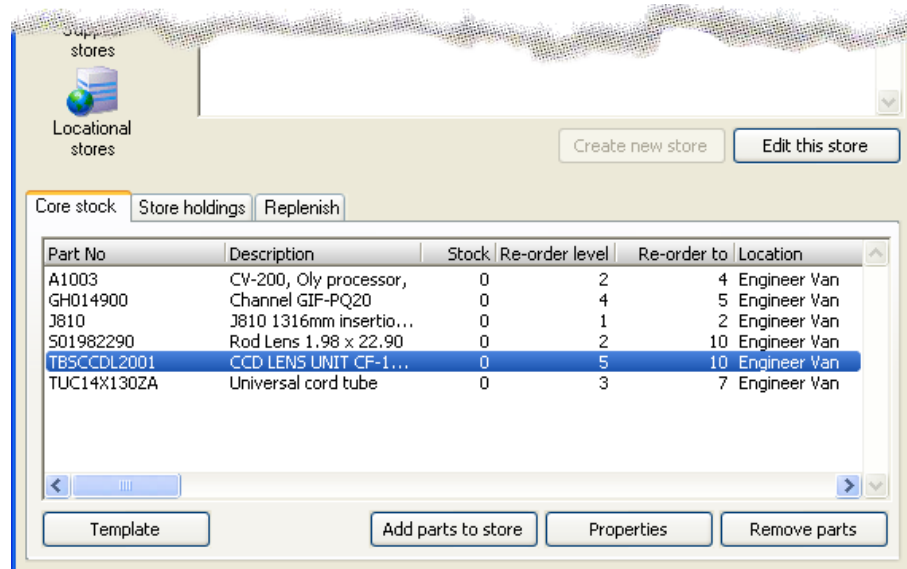 Support
stores
Locational
stores
Create new store Edit this store
Core stock Store holdings Replenish
Part No Description Stock Re-order level Re-order to Location
A1003 CV-200, Oly processor, 0 2 4 Engineer Van
GH014900 Channel GIF-PQ20 0 4 5 Engineer Van
J810 J810 1316mm insertio... 0 1 2 Engineer Van
S01982290 Rod Lens 1.98 x 22.90 0 2 10 Engineer Van
TBSCCDL2001 CCD LENS UNIT CF-1... 0 5 10 Engineer Van
TUC14X130ZA Universal cord tube 0 3 7 Engineer Van
Template Add parts to store Properties Remove parts